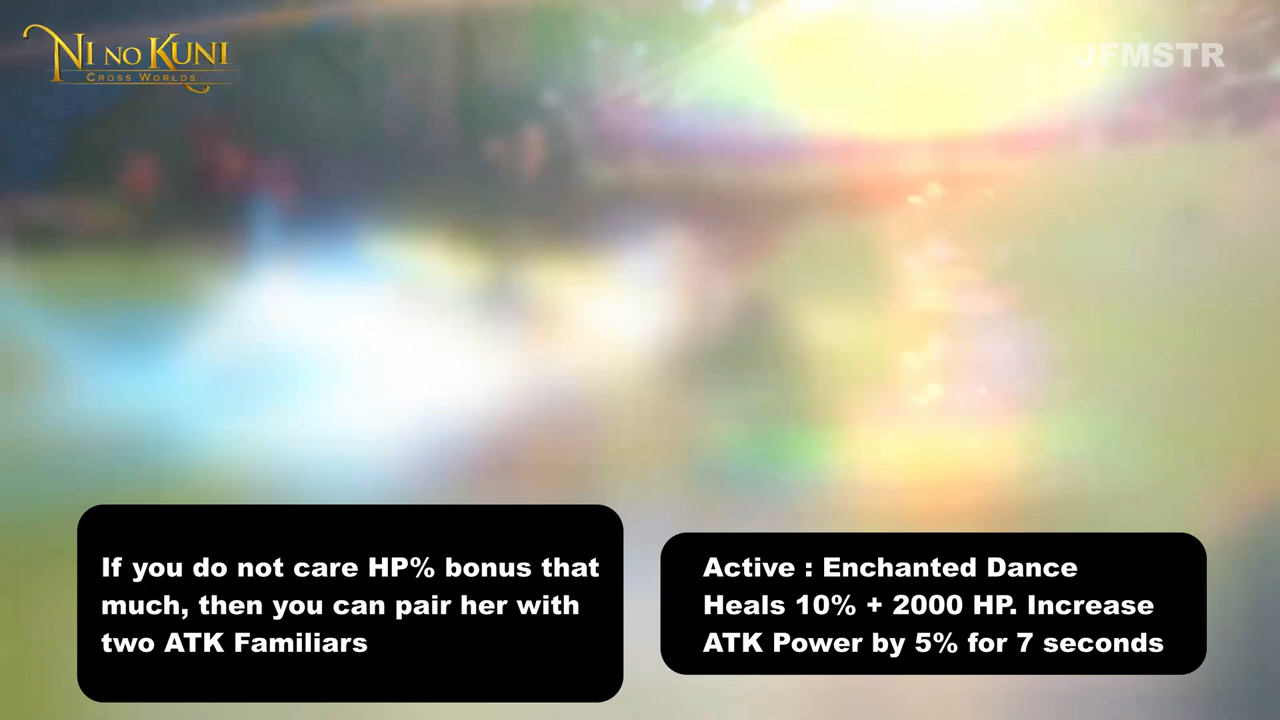 NI NO KUNI
CROSS WORLDS
JFMSTR
If you do not care HP% bonus that
much, then you can pair her with
two ATK Familiars
Active : Enchanted Dance
Heals 10% + 2000 HP. Increase
ATK Power by 5% for 7 seconds